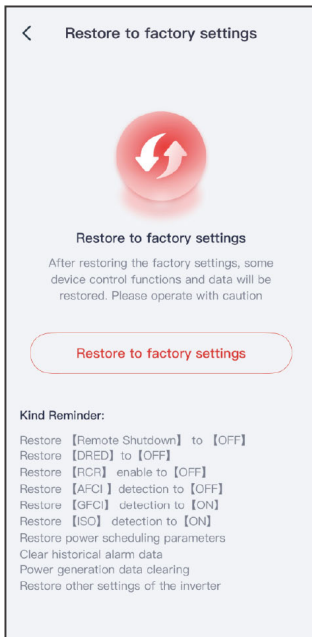 Restore to factory settings
Restore to factory settings
After restoring the factory settings, some
device control functions and data will be
restored. Please operate with caution
Restore to factory settings
Kind Reminder:
Restore 【Remote Shutdown】 to 【OFF】
Restore 【DRED】 to 【OFF】
Restore 【RCR】 enable to 【OFF】
Restore 【AFCI 】 detection to 【OFF】
Restore 【GFCI】 detection to 【ON】
Restore 【ISO】 detection to 【ON】
Restore power scheduling parameters
Clear historical alarm data
Power generation data clearing
Restore other settings of the inverter